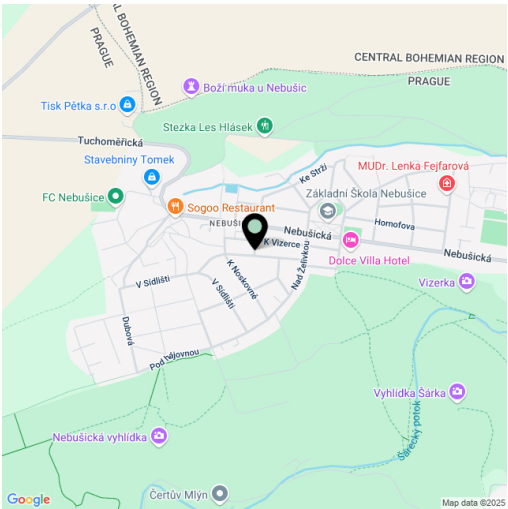 CENTRAL BOHEMIAN REGION
PRAGUE
CENTRAL BOHEMIAN REGION
PRAGUE
Boží muka u Nebušic
Tisk Pětka s.r.o
Stezka Les Hlásek
Tuchoměřická
Stavebniny Tomek
MUDr. Lenka Fejfarová
Ke Strži
FC Nebušice
Základní Škola Nebušice
Sogoo Restaurant
Homofova
Nebušická
K Vízerce
Nebušická
Dolce Villa Hotel
K Noskovně
Nad Želivkou
V Sídlišti
V Sídlišti
Vizerka
Dubová
Pod hájovnou
Vyhlídka Šárka
Nebušická vyhlídka
Šárecký potok
Čertův Mlýn
Google
Map data ©2025